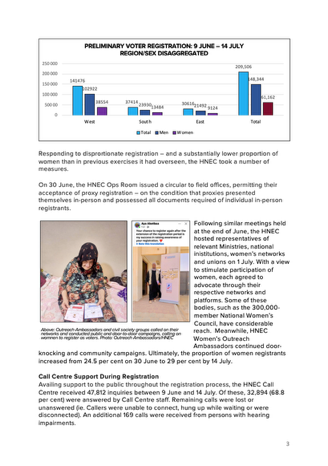 PRELIMINARY VOTER REGISTRATION: 9 JUNE – 14 JULY
REGION/SEX DISAGGREGATED
250 000
200 000
150 000
100 000
500 00
0
141476
102922
38554
37414
23930
13484
30616
21492
9124
209,506
148,344
61,162
West
South
East
Total
Total Men Women
Responding to disproportionate registration – and a substantially lower proportion of
women than in previous exercises it had overseen, the HNEC took a number of
measures.
On 30 June, the HNEC Ops Room issued a circular to field offices, permitting their
acceptance of proxy registration – on the condition that proxies presented
themselves in-person and possessed all documents required of individual in-person
registrants.
Following similar meetings held
at the end of June, the HNEC
hosted representatives of
relevant Ministries, national
institutions, women's networks
and unions on 1 July. With a view
to stimulate participation of
women, each agreed to
advocate through their
respective networks and
platforms. Some of these
bodies, such as the 300,000-
member National Women's
Council, have considerable
reach. Meanwhile, HNEC
Women's Outreach
Ambassadors continued door-
Above: Outreach Ambassadors and civil society groups called on their
networks and conducted public and door-to-door campaigns, calling on
women to register as voters. Photo: Outreach Ambassadors/HNEC
knocking and community campaigns. Ultimately, the proportion of women registrants
increased from 24.5 per cent on 30 June to 29 per cent by 14 July.
Call Centre Support During Registration
Availing support to the public throughout the registration process, the HNEC Call
Centre received 47,812 inquiries between 9 June and 14 July. Of these, 32,894 (68.8
per cent) were answered by Call Centre staff. Remaining calls were lost or
unanswered (ie. Callers were unable to connect, hung up while waiting or were
disconnected). An additional 169 calls were received from persons with hearing
impairments.
3